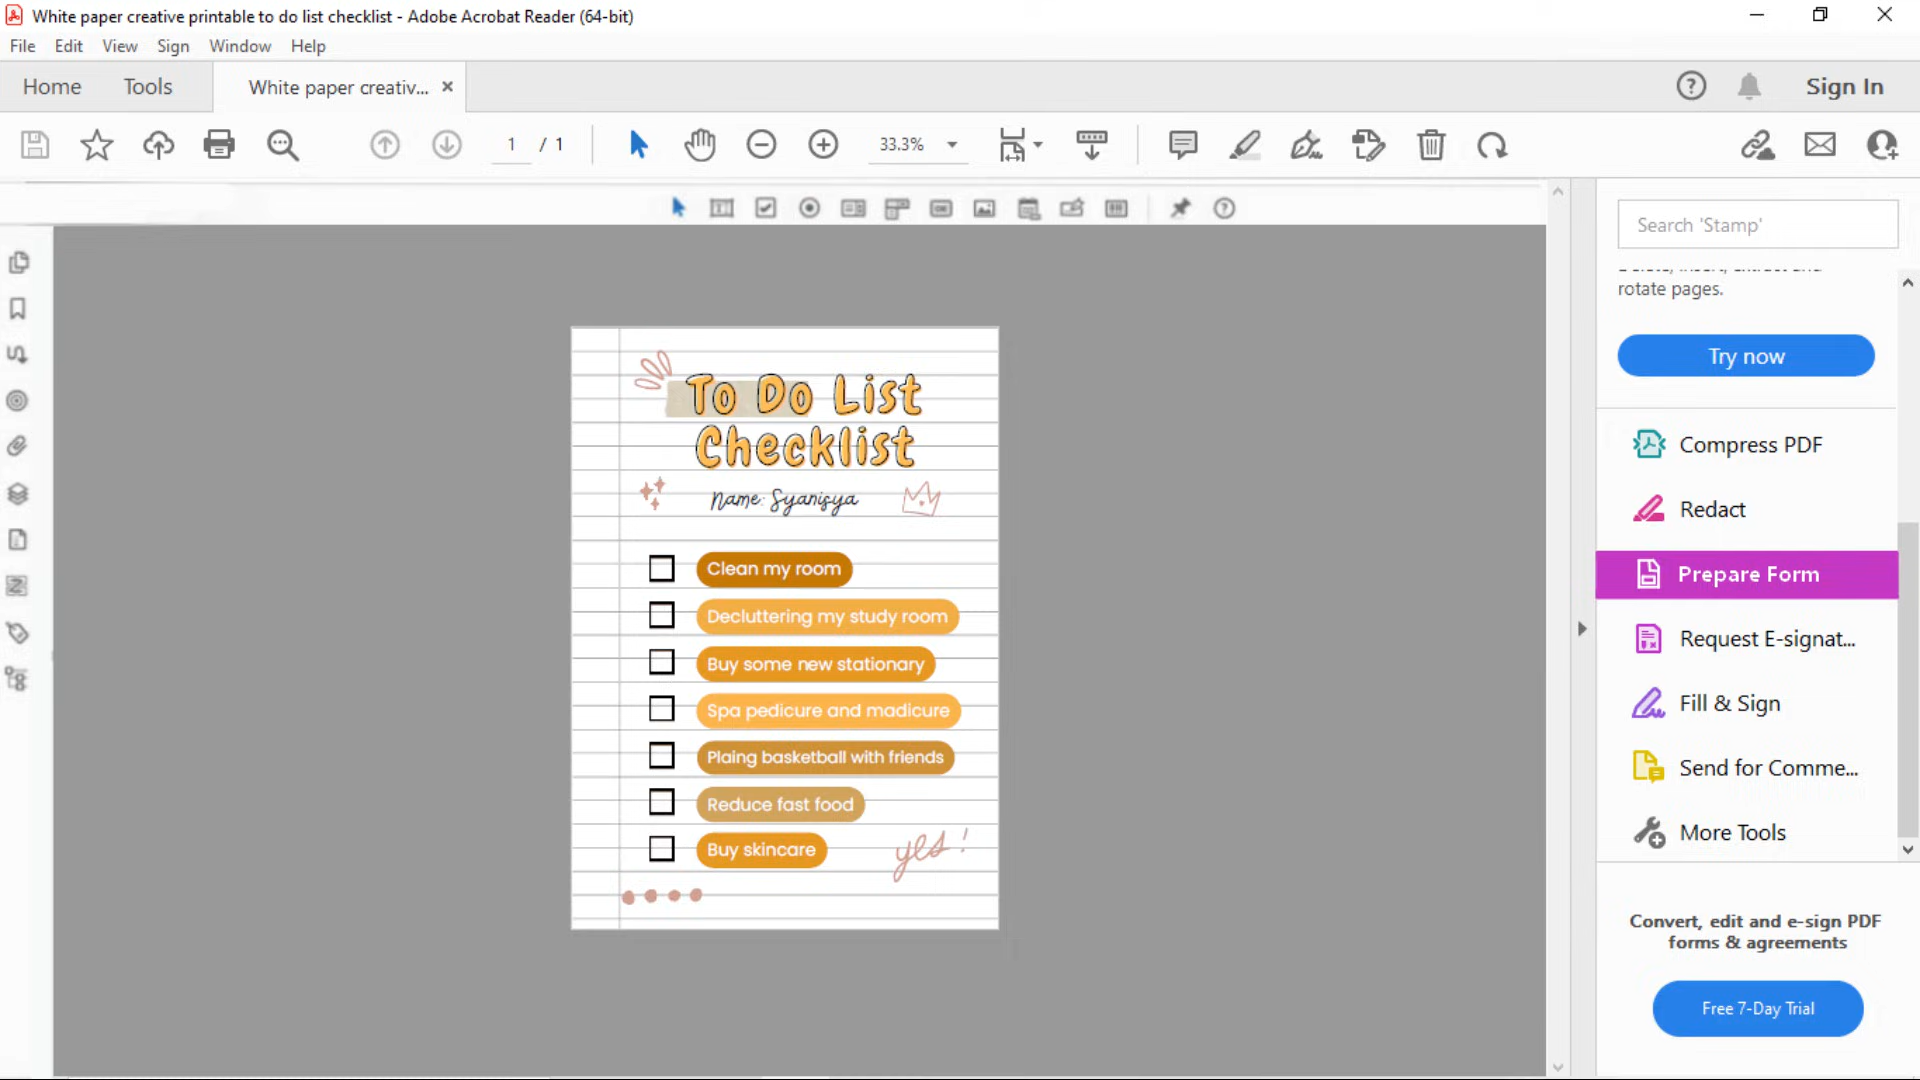 White paper creative printable to do list checklist - Adobe Acrobat Reader (64-bit)
File Edit View Sign Window Help
Home Tools White paper creativ... × Sign In
1 / 1 33.3%
Search 'Stamp'
rotate pages.
Try now
Compress PDF
Redact
Prepare Form
Request E-signat...
Fill & Sign
Send for Comme...
More Tools
Convert, edit and e-sign PDF
forms & agreements
Free 7-Day Trial
To Do List
Checklist
Name: Syanisya
Clean my room
Decluttering my study room
Buy some new stationary
Spa pedicure and madicure
Plaing basketball with friends
Reduce fast food
Buy skincare
yes!